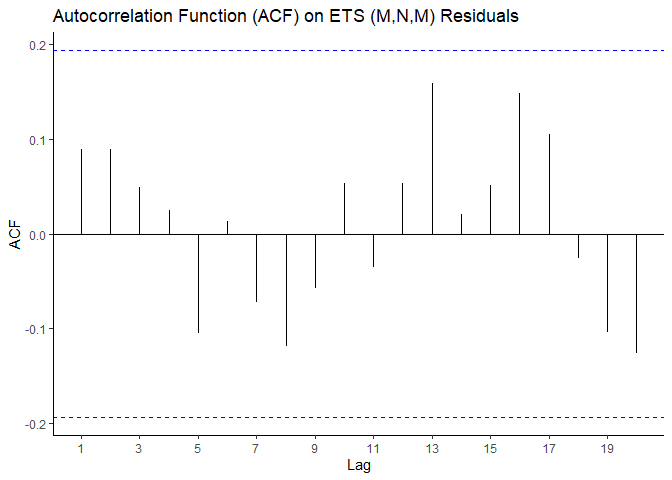 Autocorrelation Function (ACF) on ETS (M,N,M) Residuals
0.2
0.1
0.0
-0.1
-0.2
ACF
1 3 5 7 9 11 13 15 17 19
Lag